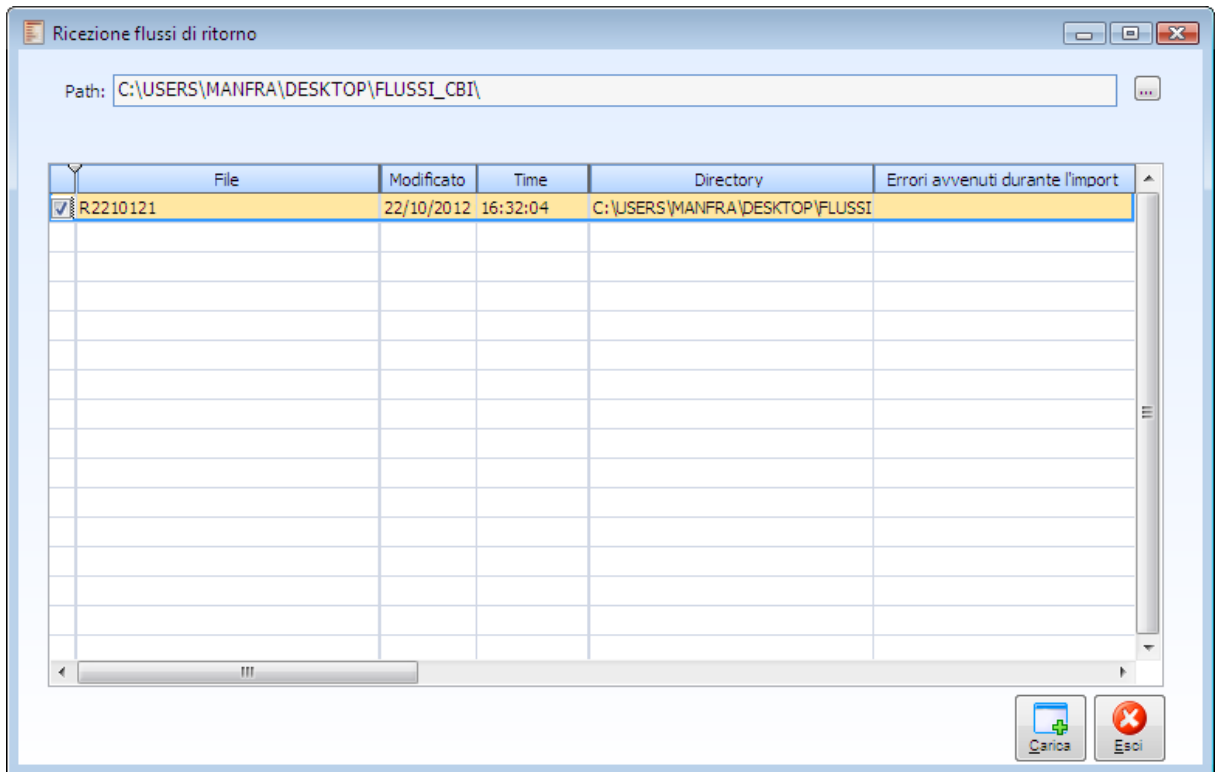 Ricezione flussi di ritorno
Path: C:\USERS\MANFRA\DESKTOP\FLUSSI_CBI\
...
File Modificato Time Directory Errori avvenuti durante l'import
R2210121 22/10/2012 16:32:04 C:\USERS\MANFRA\DESKTOP\FLUSSI
Carica Esci